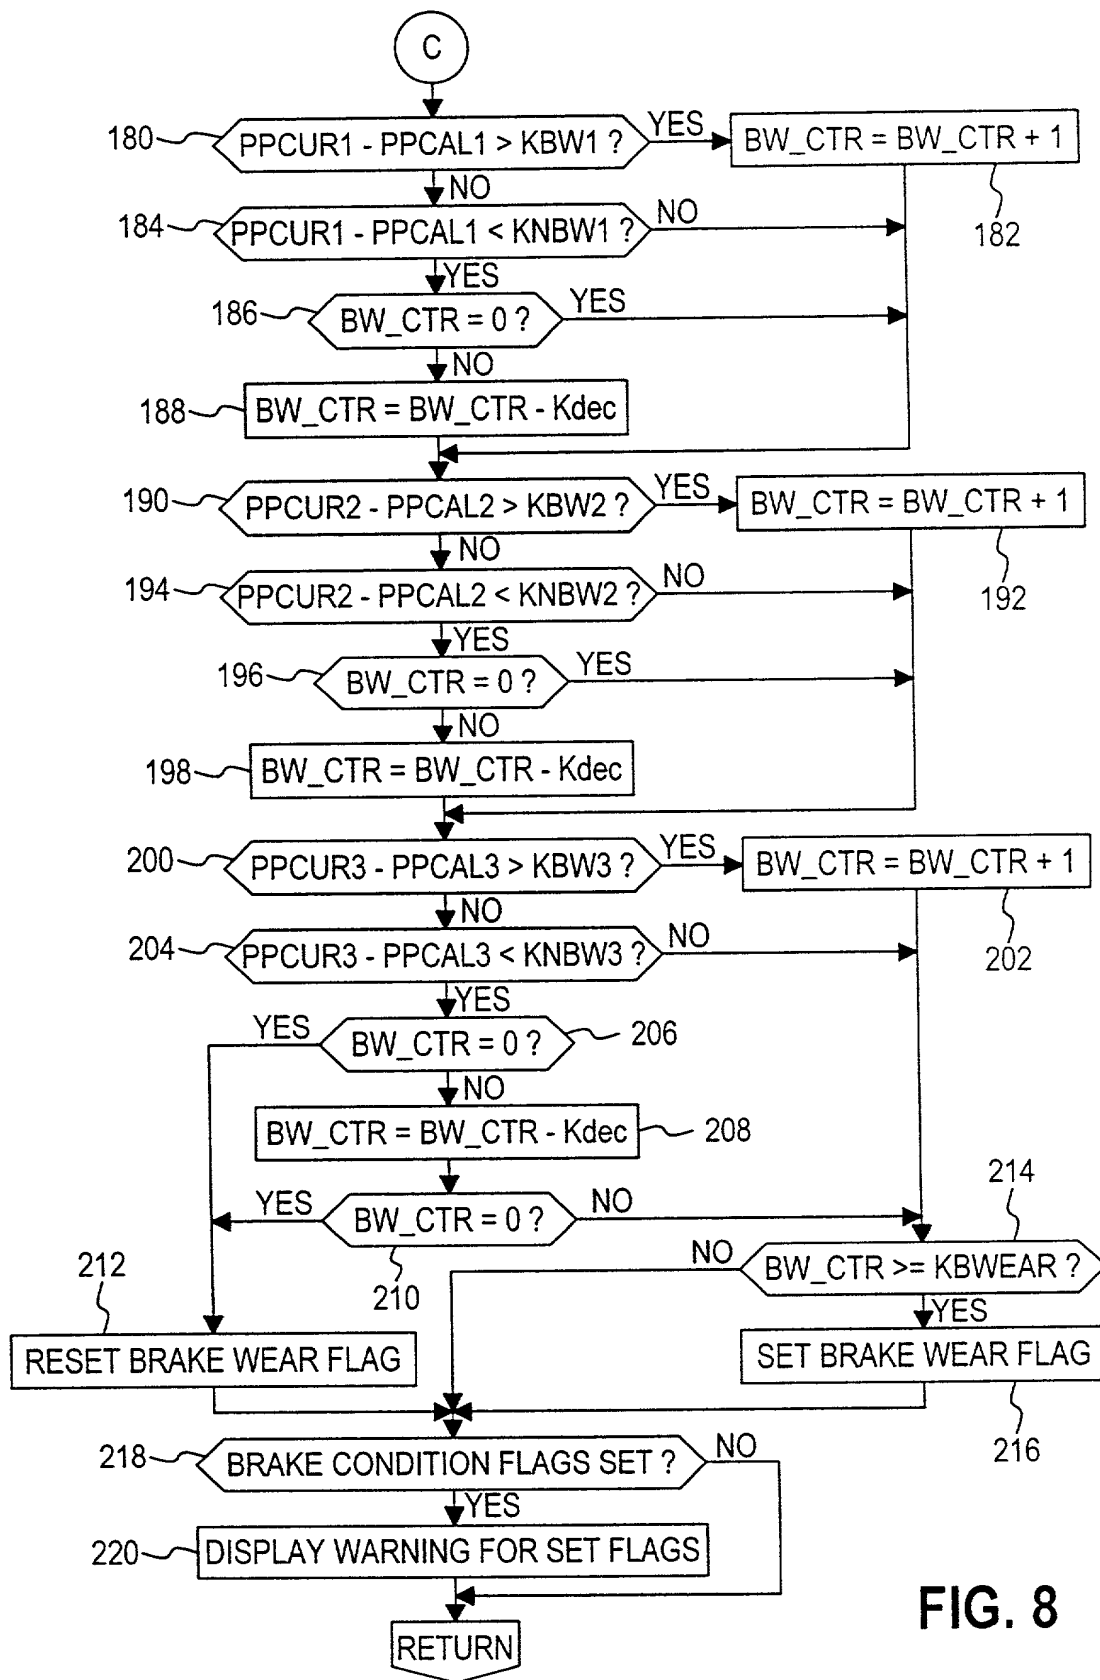 C
180
PPCUR1 - PPCAL1 > KBW1 ?
YES
BW_CTR = BW_CTR + 1
182
NO
184
PPCUR1 - PPCAL1 < KNBW1 ?
NO
YES
186
BW_CTR = 0 ?
YES
NO
188
BW_CTR = BW_CTR - Kdec
190
PPCUR2 - PPCAL2 > KBW2 ?
YES
BW_CTR = BW_CTR + 1
192
NO
194
PPCUR2 - PPCAL2 < KNBW2 ?
NO
YES
196
BW_CTR = 0 ?
YES
NO
198
BW_CTR = BW_CTR - Kdec
200
PPCUR3 - PPCAL3 > KBW3 ?
YES
BW_CTR = BW_CTR + 1
202
NO
204
PPCUR3 - PPCAL3 < KNBW3 ?
NO
YES
YES
BW_CTR = 0 ?
206
NO
BW_CTR = BW_CTR - Kdec
208
YES
BW_CTR = 0 ?
NO
210
214
BW_CTR >= KBWEAR ?
NO
YES
212
RESET BRAKE WEAR FLAG
SET BRAKE WEAR FLAG
216
218
BRAKE CONDITION FLAGS SET ?
NO
YES
220
DISPLAY WARNING FOR SET FLAGS
RETURN
FIG. 8